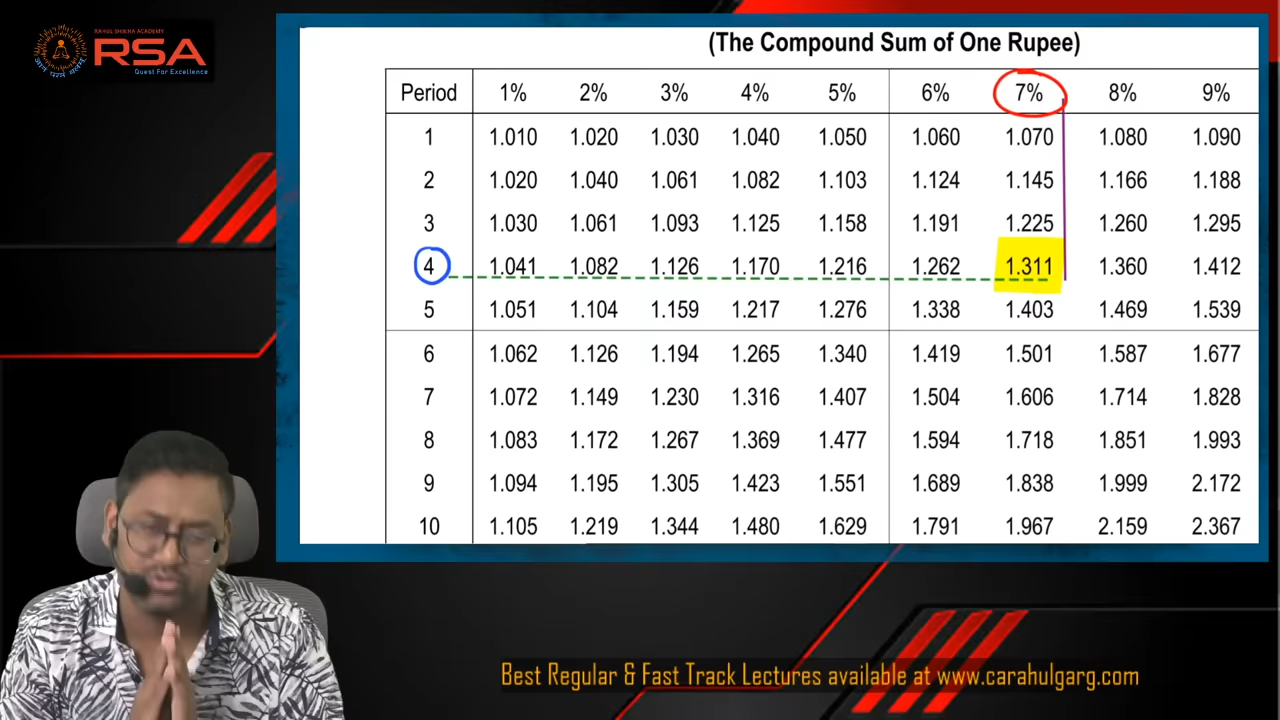 RAHUL SHIKHA ACADEMY
RSA
Quest For Excellence
(The Compound Sum of One Rupee)
Period 1% 2% 3% 4% 5% 6% 7% 8% 9%
1 1.010 1.020 1.030 1.040 1.050 1.060 1.070 1.080 1.090
2 1.020 1.040 1.061 1.082 1.103 1.124 1.145 1.166 1.188
3 1.030 1.061 1.093 1.125 1.158 1.191 1.225 1.260 1.295
4 1.041 1.082 1.126 1.170 1.216 1.262 1.311 1.360 1.412
5 1.051 1.104 1.159 1.217 1.276 1.338 1.403 1.469 1.539
6 1.062 1.126 1.194 1.265 1.340 1.419 1.501 1.587 1.677
7 1.072 1.149 1.230 1.316 1.407 1.504 1.606 1.714 1.828
8 1.083 1.172 1.267 1.369 1.477 1.594 1.718 1.851 1.993
9 1.094 1.195 1.305 1.423 1.551 1.689 1.838 1.999 2.172
10 1.105 1.219 1.344 1.480 1.629 1.791 1.967 2.159 2.367
Best Regular & Fast Track Lectures available at www.carahulgarg.com